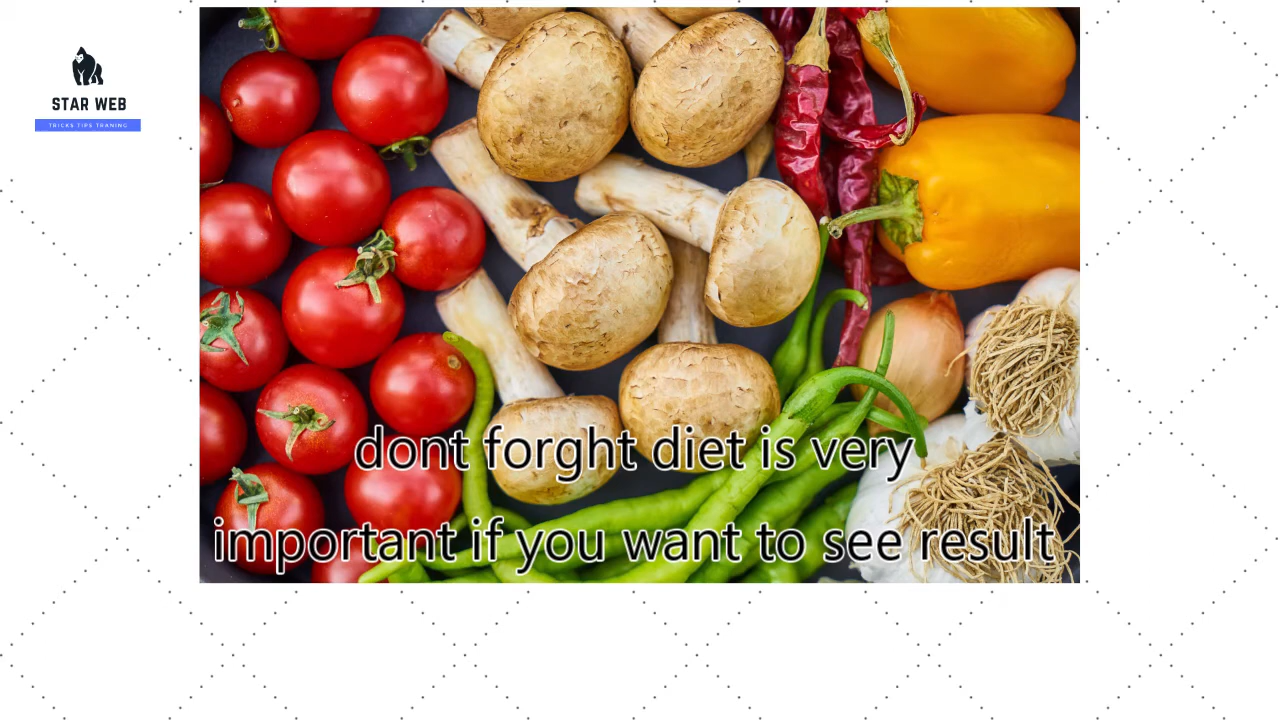 STAR WEB
TRICKS TIPS TRANING
dont forght diet is very
important if you want to see result